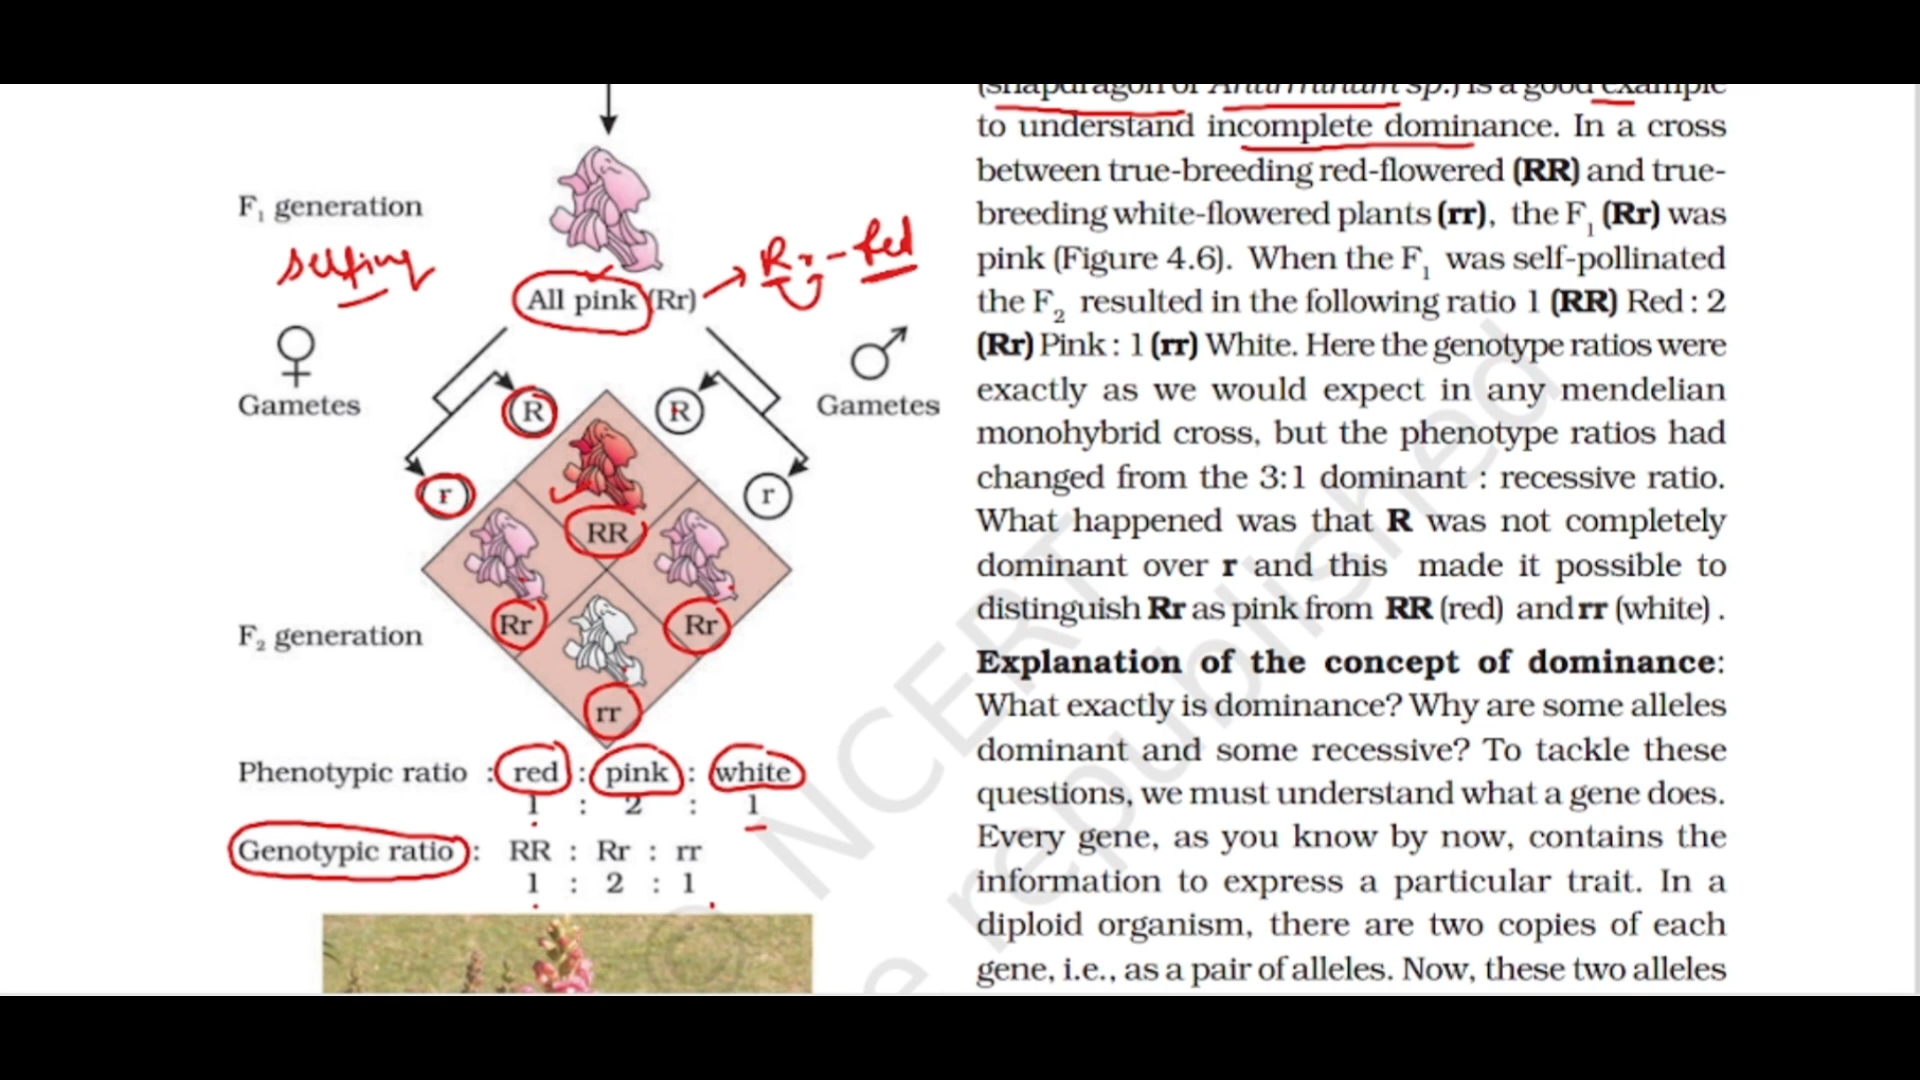 F₁ generation
selfing
All pink (Rr)
Rr - Red
Gametes
Gametes
R
R
r
r
RR
Rr
Rr
rr
F₂ generation
Phenotypic ratio : red : pink : white
1 : 2 : 1
Genotypic ratio : RR : Rr : rr
1 : 2 : 1
(snapdragon or Antirrhinum sp.) is a good example
to understand incomplete dominance. In a cross
between true-breeding red-flowered (RR) and true-
breeding white-flowered plants (rr), the F₁ (Rr) was
pink (Figure 4.6). When the F₁ was self-pollinated
the F₂ resulted in the following ratio 1 (RR) Red : 2
(Rr) Pink : 1 (rr) White. Here the genotype ratios were
exactly as we would expect in any mendelian
monohybrid cross, but the phenotype ratios had
changed from the 3:1 dominant : recessive ratio.
What happened was that R was not completely
dominant over r and this made it possible to
distinguish Rr as pink from RR (red) and rr (white) .
Explanation of the concept of dominance:
What exactly is dominance? Why are some alleles
dominant and some recessive? To tackle these
questions, we must understand what a gene does.
Every gene, as you know by now, contains the
information to express a particular trait. In a
diploid organism, there are two copies of each
gene, i.e., as a pair of alleles. Now, these two alleles
© NCERT
republished